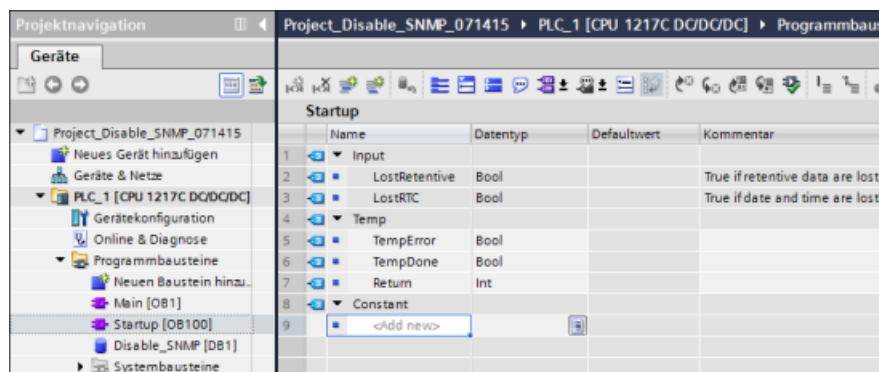 Projektnavigation
Project_Disable_SNMP_071415 ▸ PLC_1 [CPU 1217C DC/DC/DC] ▸ Programmbaus
Geräte
Startup
Name Datentyp Defaultwert Kommentar
1 Input
2 LostRetentive Bool True if retentive data are lost
3 LostRTC Bool True if date and time are lost
4 Temp
5 TempError Bool
6 TempDone Bool
7 Return Int
8 Constant
9 <Add new>
Project_Disable_SNMP_071415
Neues Gerät hinzufügen
Geräte & Netze
PLC_1 [CPU 1217C DC/DC/DC]
Gerätekonfiguration
Online & Diagnose
Programmbausteine
Neuen Baustein hinzu..
Main [OB1]
Startup [OB100]
Disable_SNMP [DB1]
Systembausteine